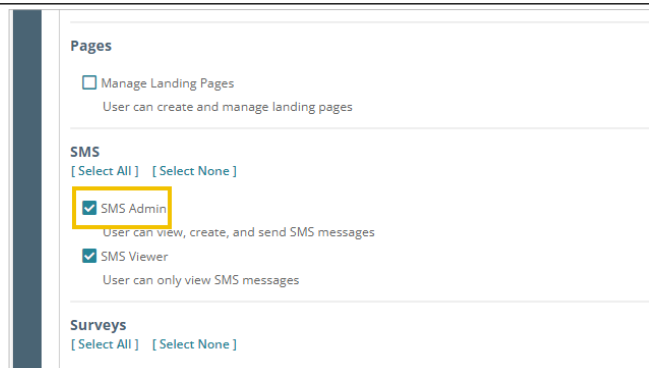 Pages
Manage Landing Pages
User can create and manage landing pages
SMS
[ Select All ] [ Select None ]
SMS Admin
User can view, create, and send SMS messages
SMS Viewer
User can only view SMS messages
Surveys
[ Select All ] [ Select None ]